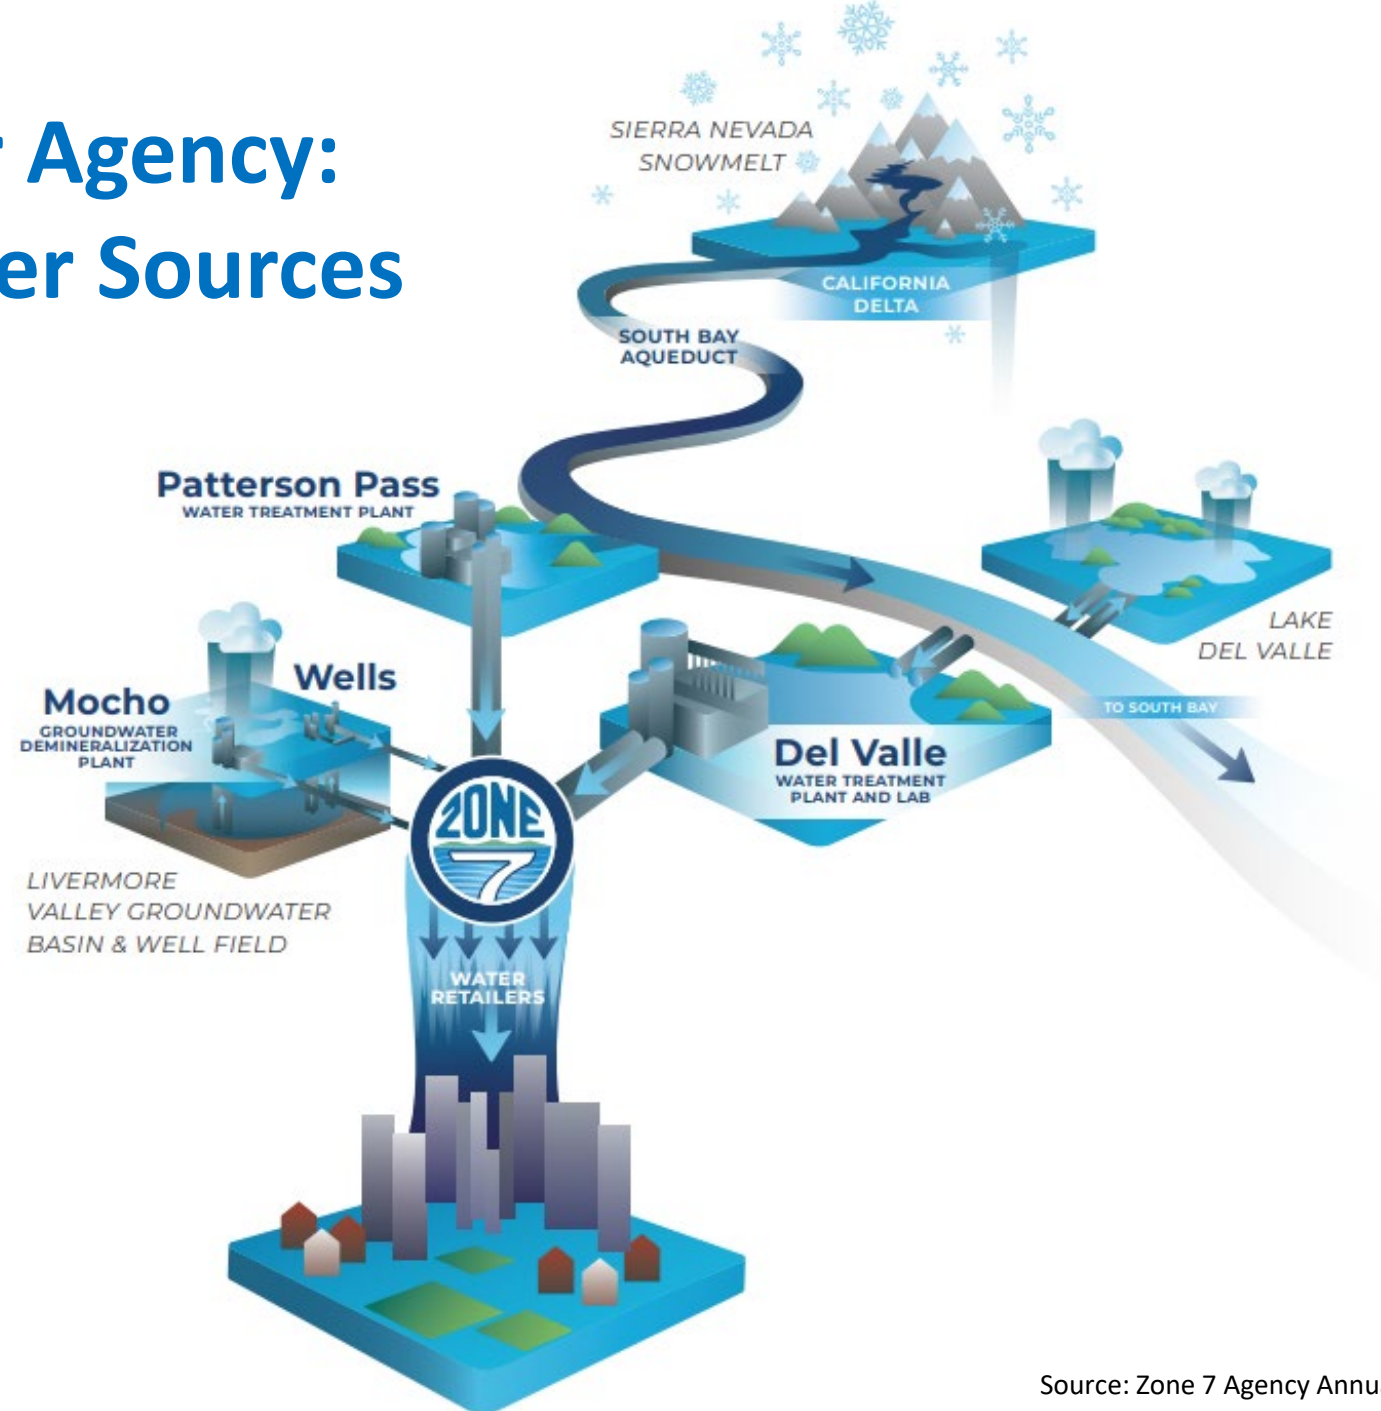 Agency:
Sources
SIERRA NEVADA
SNOWMELT
CALIFORNIA
DELTA
SOUTH BAY
AQUEDUCT
Patterson Pass
WATER TREATMENT PLANT
LAKE
DEL VALLE
Wells
Mocho
GROUNDWATER
DEMINERALIZATION
PLANT
TO SOUTH BAY
Del Valle
WATER TREATMENT
PLANT AND LAB
ZONE
7
LIVERMORE
VALLEY GROUNDWATER
BASIN & WELL FIELD
WATER
RETAILERS
Source: Zone 7 Agency